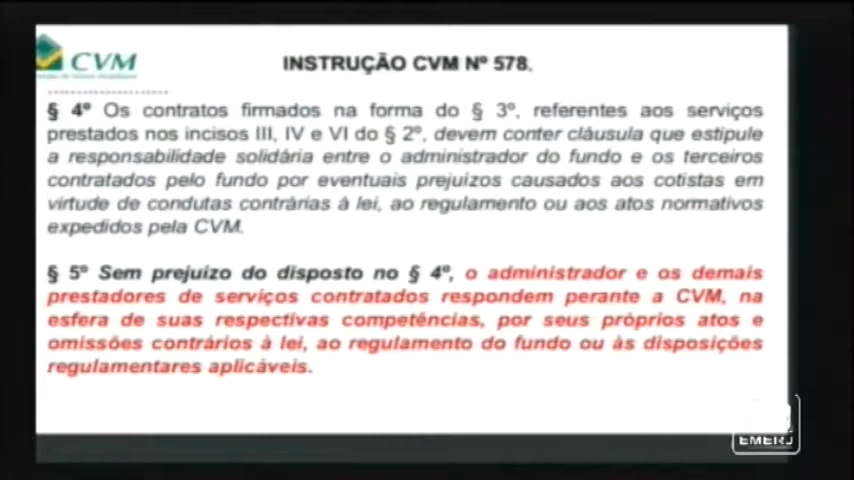 CVM
INSTRUÇÃO CVM Nº 578.
........................
§ 4º Os contratos firmados na forma do § 3º, referentes aos serviços
prestados nos incisos III, IV e VI do § 2º, devem conter cláusula que estipule
a responsabilidade solidária entre o administrador do fundo e os terceiros
contratados pelo fundo por eventuais prejuízos causados aos cotistas em
virtude de condutas contrárias à lei, ao regulamento ou aos atos normativos
expedidos pela CVM.
§ 5º Sem prejuízo do disposto no § 4º, o administrador e os demais
prestadores de serviços contratados respondem perante a CVM, na
esfera de suas respectivas competências, por seus próprios atos e
omissões contrários à lei, ao regulamento do fundo ou às disposições
regulamentares aplicáveis.
EMERJ